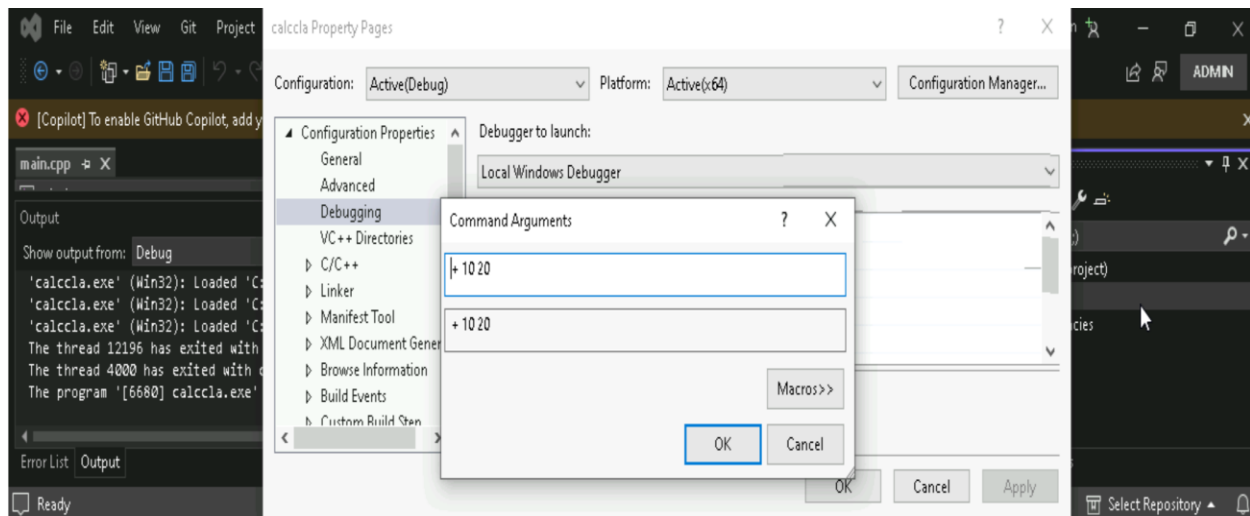 File Edit View Git Project
calccla Property Pages
? X
Configuration: Active(Debug) Platform: Active(x64) Configuration Manager...
ADMIN
[Copilot] To enable GitHub Copilot, add y
main.cpp
Configuration Properties
General
Advanced
Debugging
VC++ Directories
C/C++
Linker
Manifest Tool
XML Document Gener
Browse Information
Build Events
Custom Build Step
Debugger to launch:
Local Windows Debugger
Command Arguments ? X
+ 10 20
+ 10 20
Macros>>
OK Cancel
OK Cancel Apply
Output
Show output from: Debug
'calccla.exe' (Win32): Loaded 'C:
'calccla.exe' (Win32): Loaded 'C:
'calccla.exe' (Win32): Loaded 'C:
The thread 12196 has exited with
The thread 4000 has exited with c
The program '[6680] calccla.exe'
Error List Output
roject)
cies
Ready
Select Repository